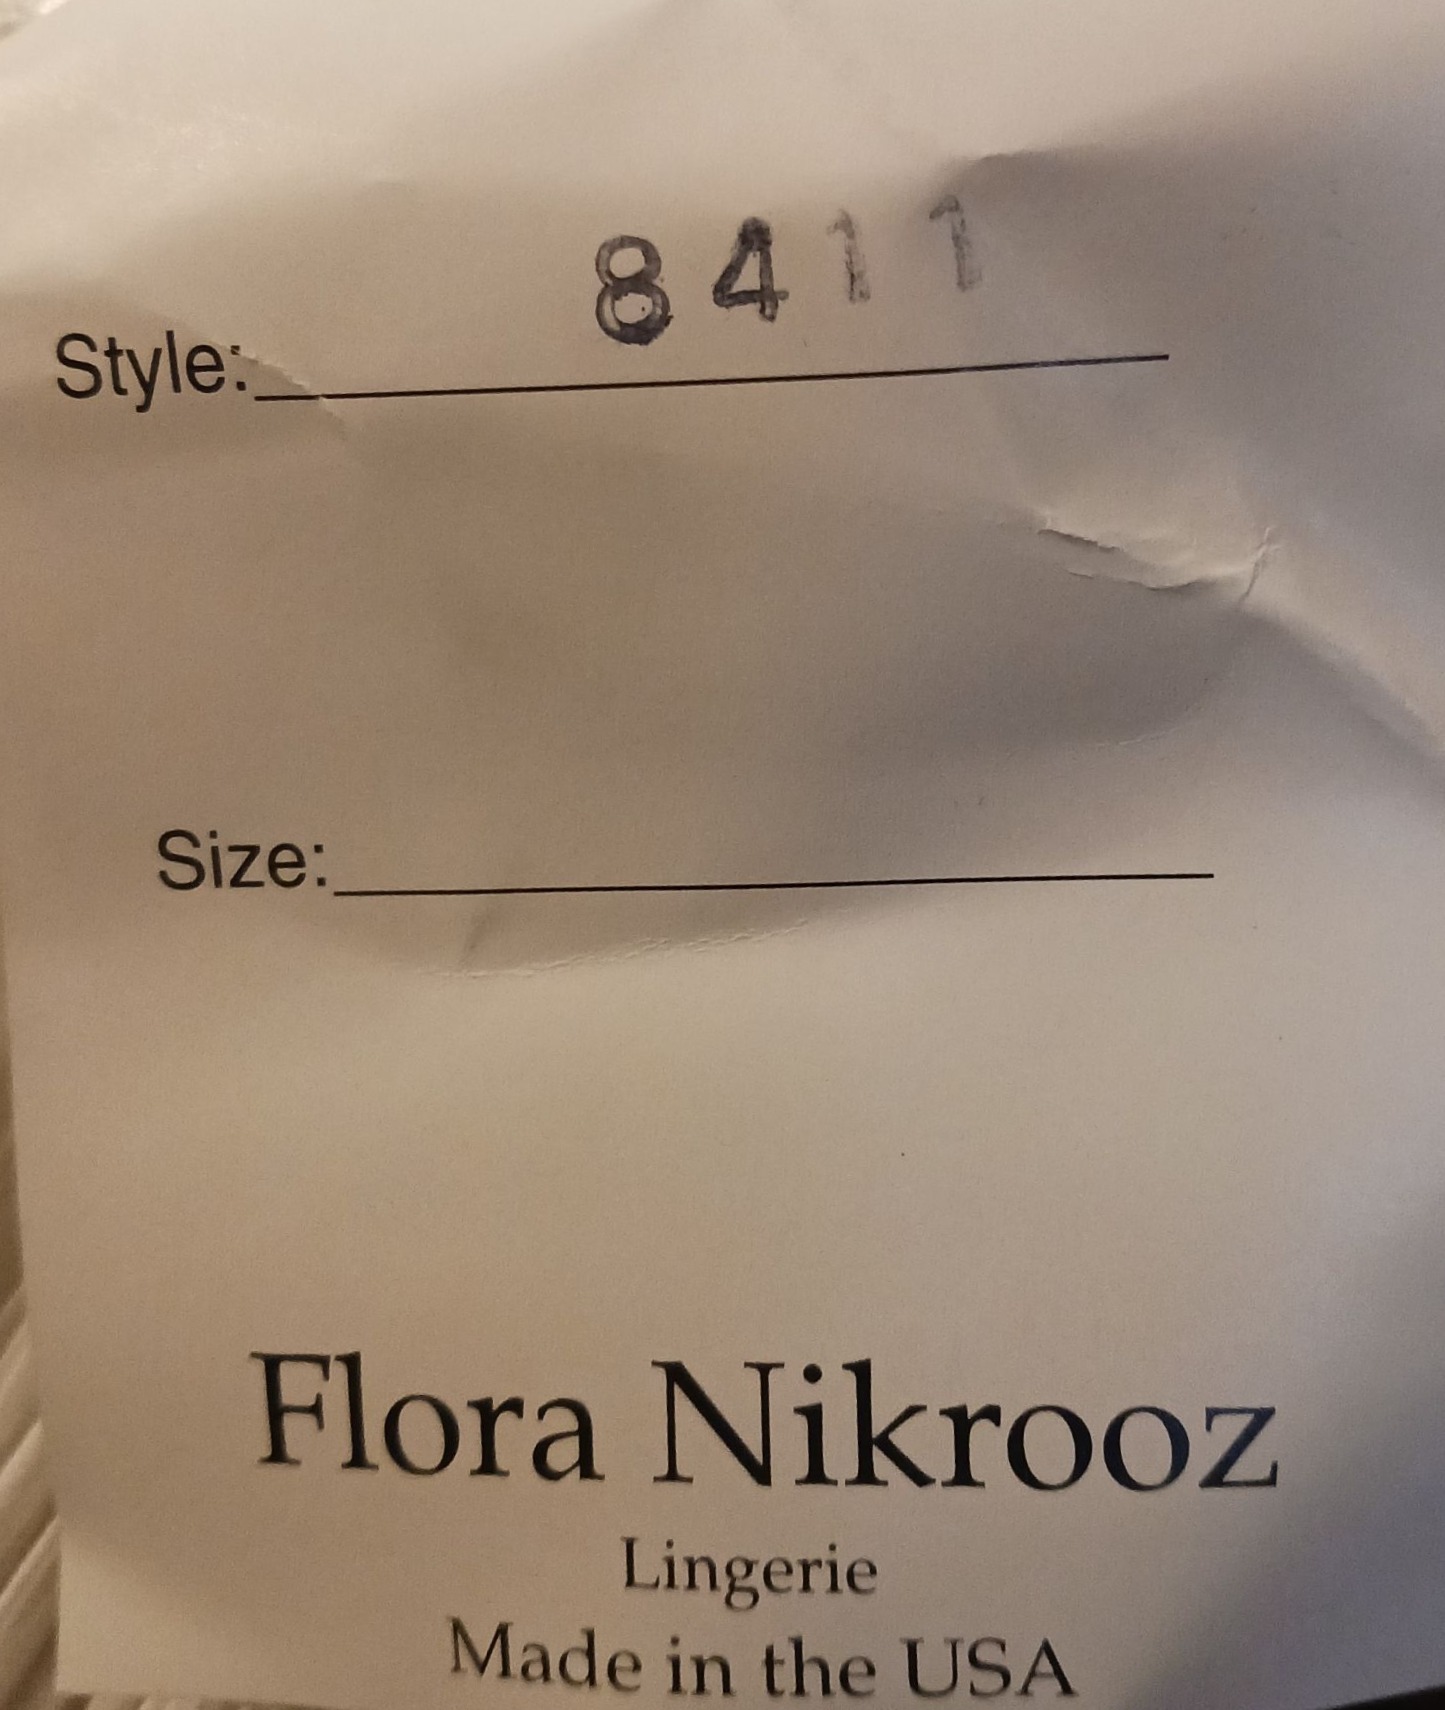 Style: 8411
Size:
Flora Nikrooz
Lingerie
Made in the USA